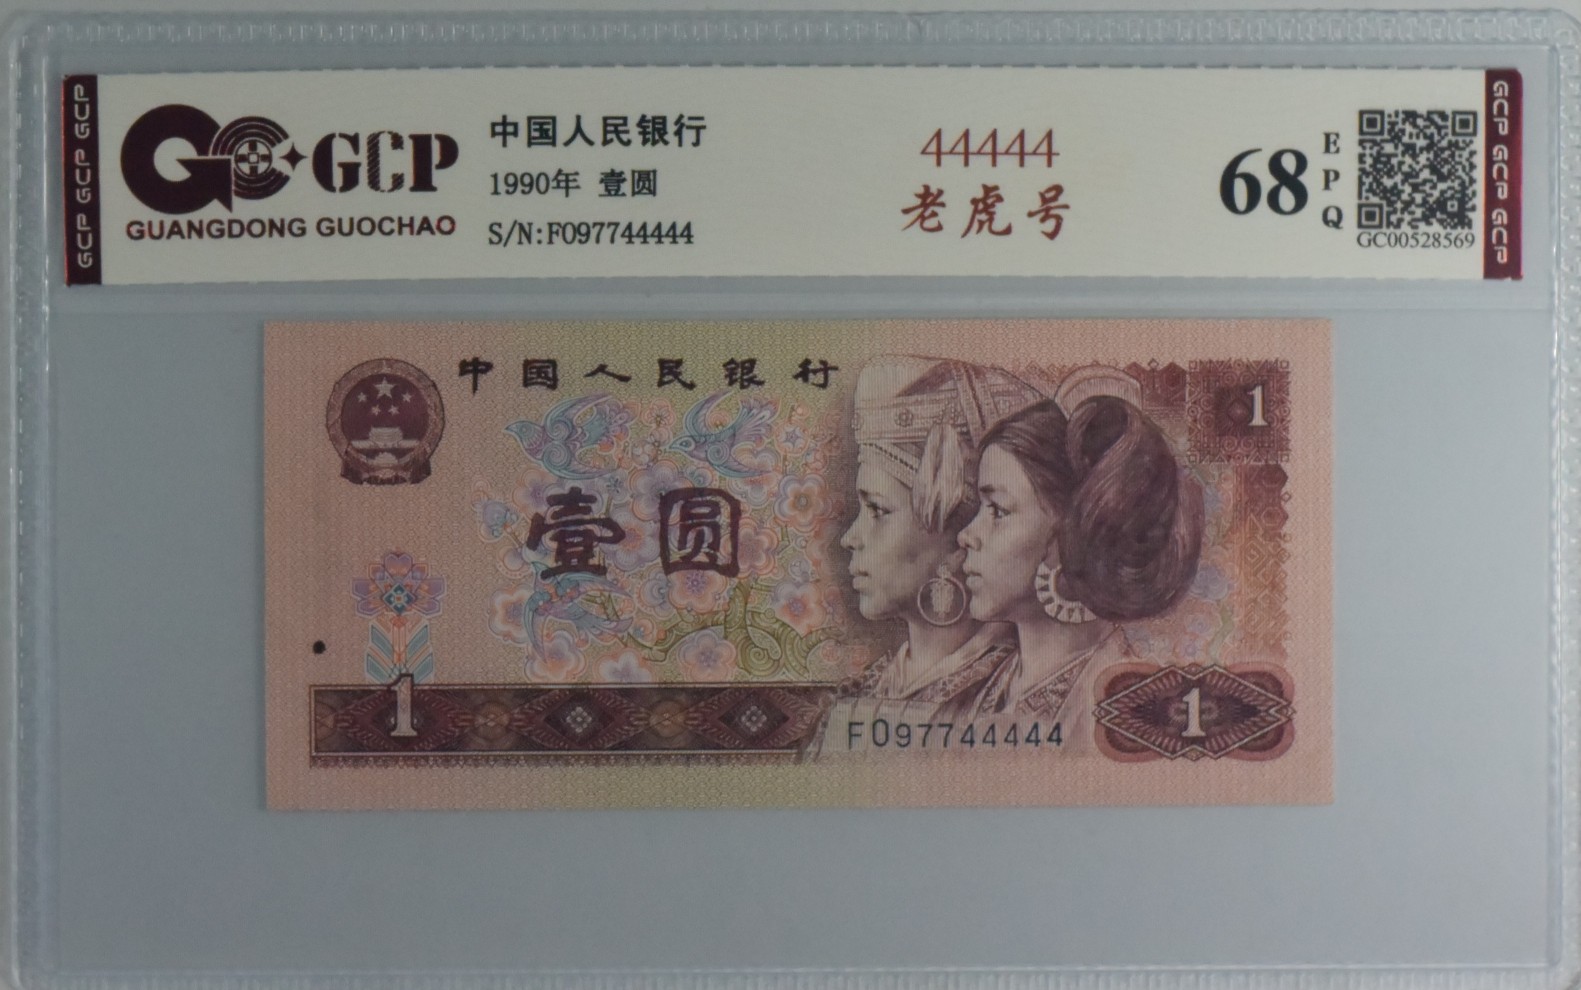 GCP GCP GCP
GCP
GUANGDONG GUOCHAO
中国人民银行
1990年 壹圆
S/N:F097744444
44444
老虎号
68
EPQ
GC00528569
GCP GCP GCP
中国人民银行
1
壹圆
1
F097744444
1